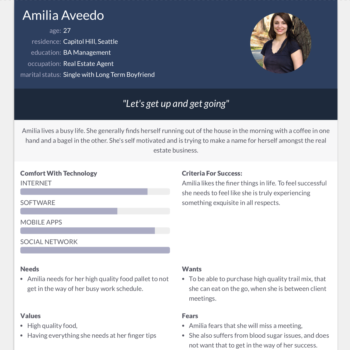 Amilia Aveedo
age: 27
residence: Capitol Hill, Seattle
education: BA Management
occupation: Real Estate Agent
marital status: Single with Long Term Boyfriend
"Let's get up and get going"
Amilia lives a busy life. She generally finds herself running out of the house in the morning with a coffee in one
hand and a bagel in the other. She's self motivated and is trying to make a name for herself amongst the real
estate business.
Comfort With Technology
INTERNET
SOFTWARE
MOBILE APPS
SOCIAL NETWORK
Criteria For Success:
Amilia likes the finer things in life. To feel successful
she needs to feel like she is truly experiencing
something exquisite in all respects.
Needs
• Amilia needs for her high quality food pallet to not
get in the way of her busy work schedule.
Wants
• To be able to purchase high quality trail mix, that
she can eat on the go, when she is between client
meetings.
Values
• High quality food,
• Having everything she needs at her finger tips
Fears
• Amilia fears that she will miss a meeting,
• She also suffers from blood sugar issues, and does
not want that to get in the way of her success.